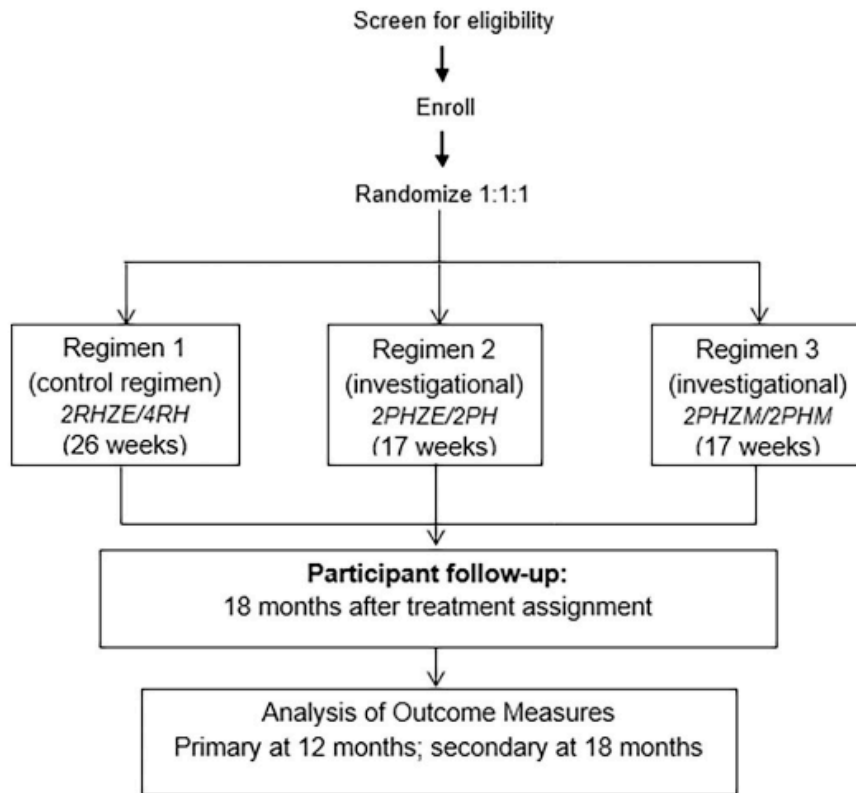 Screen for eligibility
Enroll
Randomize 1:1:1
Regimen 1
(control regimen)
2RHZE/4RH
(26 weeks)
Regimen 2
(investigational)
2PHZE/2PH
(17 weeks)
Regimen 3
(investigational)
2PHZM/2PHM
(17 weeks)
Participant follow-up:
18 months after treatment assignment
Analysis of Outcome Measures
Primary at 12 months; secondary at 18 months